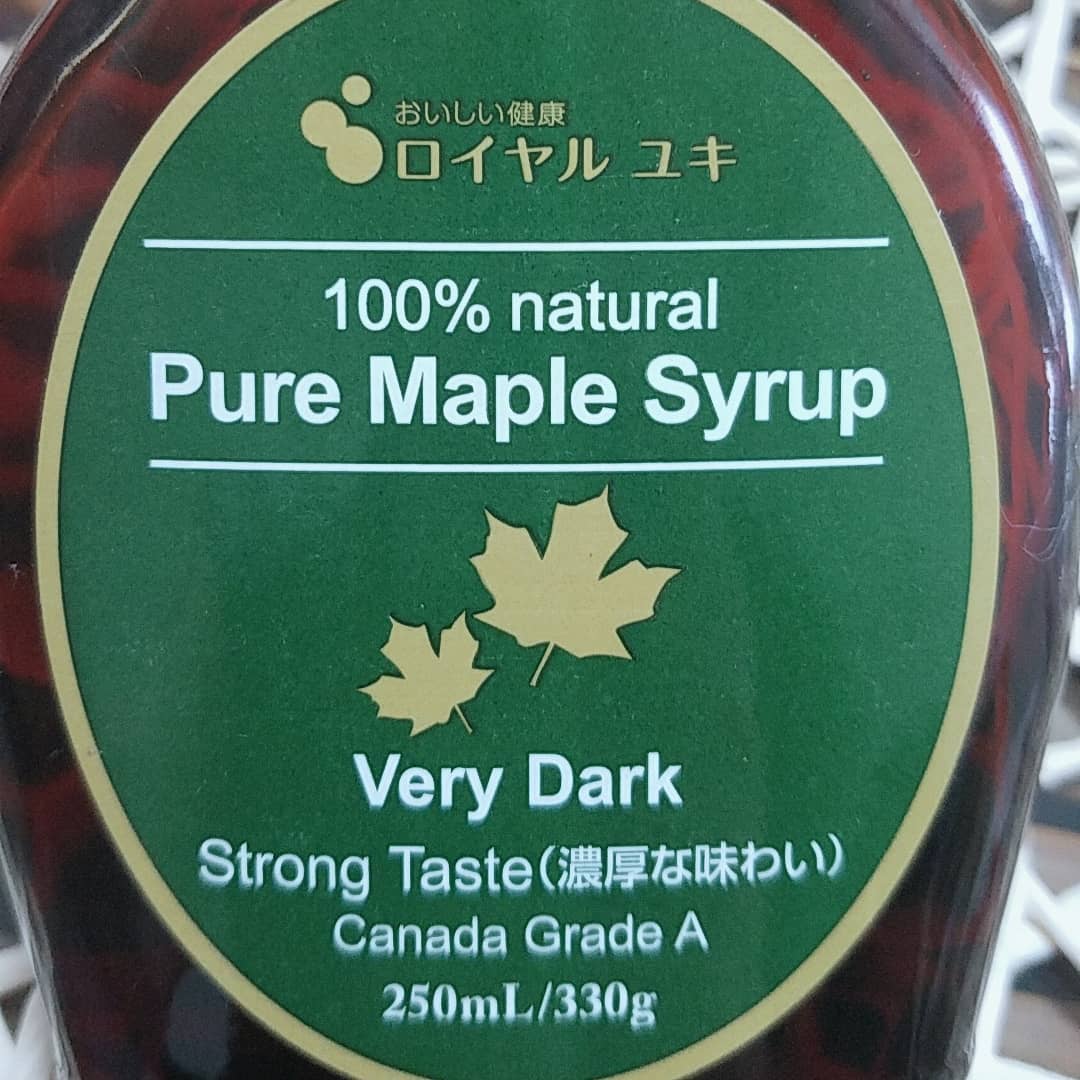 おいしい健康
ロイヤル ユキ
100% natural
Pure Maple Syrup
Very Dark
Strong Taste(濃厚な味わい)
Canada Grade A
250mL/330g